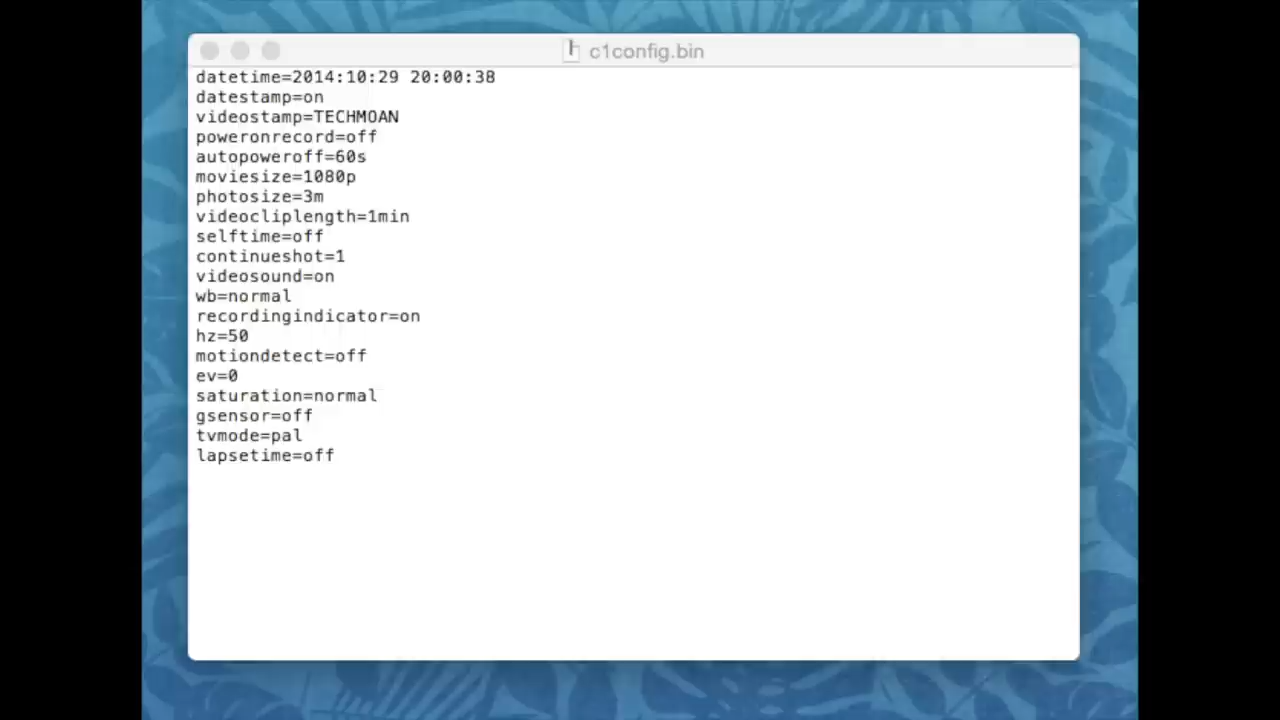 c1config.bin
datetime=2014:10:29 20:00:38
datestamp=on
videostamp=TECHMOAN
poweronrecord=off
autopoweroff=60s
moviesize=1080p
photosize=3m
videocliplength=1min
selftime=off
continueshot=1
videosound=on
wb=normal
recordingindicator=on
hz=50
motiondetect=off
ev=0
saturation=normal
gsensor=off
tvmode=pal
lapsetime=off